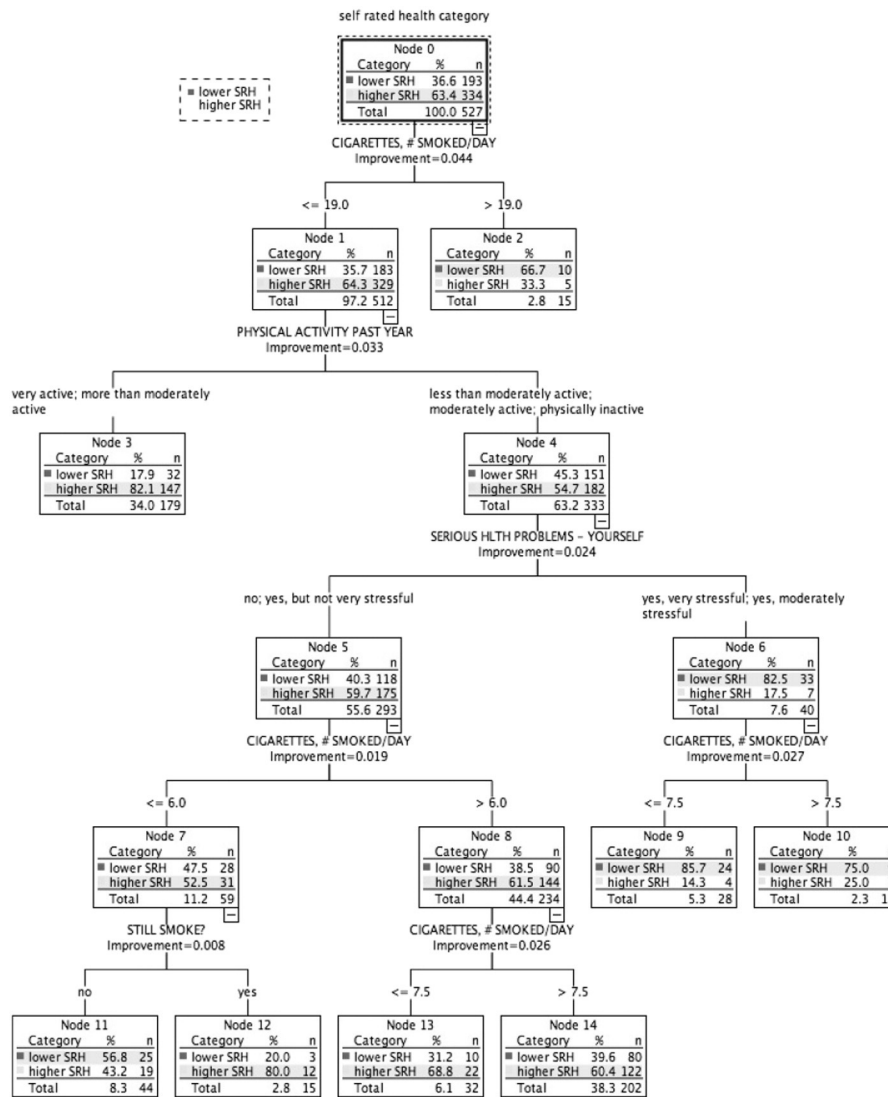 self rated health category
lower SRH
higher SRH
Node 0
Category % n
lower SRH 36.6 193
higher SRH 63.4 334
Total 100.0 527
CIGARETTES, # SMOKED/DAY
Improvement=0.044
<= 19.0
> 19.0
Node 1
Category % n
lower SRH 35.7 183
higher SRH 64.3 329
Total 97.2 512
Node 2
Category % n
lower SRH 66.7 10
higher SRH 33.3 5
Total 2.8 15
PHYSICAL ACTIVITY PAST YEAR
Improvement=0.033
very active; more than moderately
active
less than moderately active;
moderately active; physically inactive
Node 3
Category % n
lower SRH 17.9 32
higher SRH 82.1 147
Total 34.0 179
Node 4
Category % n
lower SRH 45.3 151
higher SRH 54.7 182
Total 63.2 333
SERIOUS HLTH PROBLEMS - YOURSELF
Improvement=0.024
no; yes, but not very stressful
yes, very stressful; yes, moderately
stressful
Node 5
Category % n
lower SRH 40.3 118
higher SRH 59.7 175
Total 55.6 293
Node 6
Category % n
lower SRH 82.5 33
higher SRH 17.5 7
Total 7.6 40
CIGARETTES, # SMOKED/DAY
Improvement=0.019
CIGARETTES, # SMOKED/DAY
Improvement=0.027
<= 6.0
> 6.0
<= 7.5
> 7.5
Node 7
Category % n
lower SRH 47.5 28
higher SRH 52.5 31
Total 11.2 59
Node 8
Category % n
lower SRH 38.5 90
higher SRH 61.5 144
Total 44.4 234
Node 9
Category % n
lower SRH 85.7 24
higher SRH 14.3 4
Total 5.3 28
Node 10
Category %
lower SRH 75.0
higher SRH 25.0
Total 2.3
STILL SMOKE?
Improvement=0.008
CIGARETTES, # SMOKED/DAY
Improvement=0.026
no
yes
<= 7.5
> 7.5
Node 11
Category % n
lower SRH 56.8 25
higher SRH 43.2 19
Total 8.3 44
Node 12
Category % n
lower SRH 20.0 3
higher SRH 80.0 12
Total 2.8 15
Node 13
Category % n
lower SRH 31.2 10
higher SRH 68.8 22
Total 6.1 32
Node 14
Category % n
lower SRH 39.6 80
higher SRH 60.4 122
Total 38.3 202